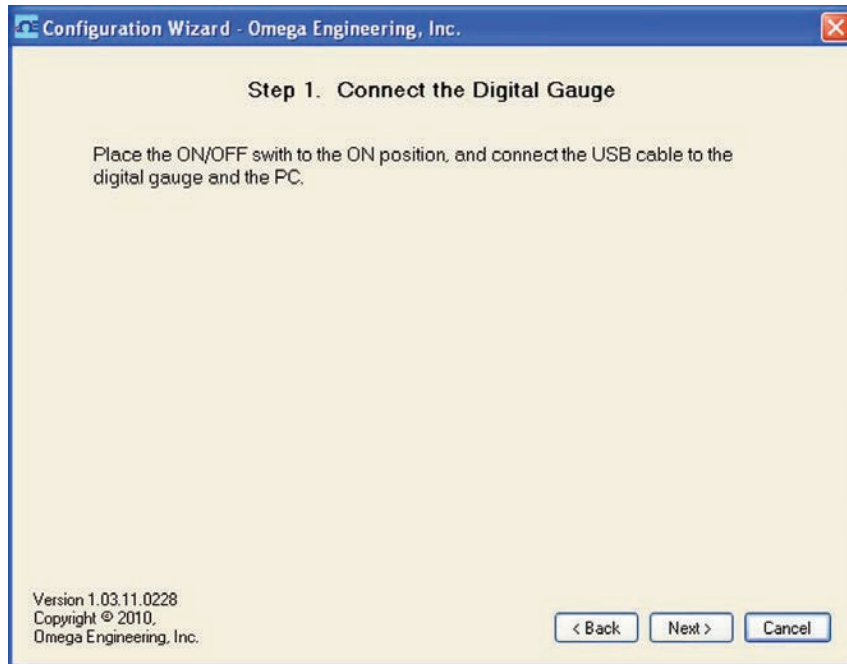 Configuration Wizard - Omega Engineering, Inc.
Step 1. Connect the Digital Gauge
Place the ON/OFF swith to the ON position, and connect the USB cable to the
digital gauge and the PC.
Version 1.03.11.0228
Copyright © 2010,
Omega Engineering, Inc.
< Back
Next >
Cancel